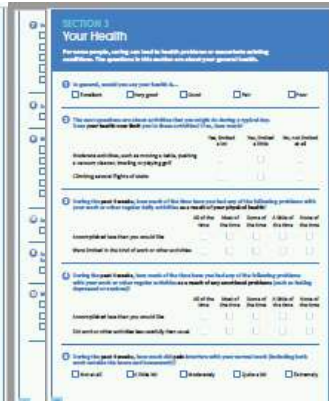 SECTION 3
Your Health
For some people, caring can lead to health problems or exacerbate existing
conditions. The questions in this section are about your general health.
1 In general, would you say your health is...
Excellent Very good Good Fair Poor
2 The next questions are about activities that you might do during a typical day.
Does your health now limit you in these activities? If so, how much?
Yes, limited Yes, limited No, not limited
a lot a little at all
Moderate activities, such as moving a table, pushing
a vacuum cleaner, bowling or playing golf
Climbing several flights of stairs
3 During the past 4 weeks, how much of the time have you had any of the following problems with
your work or other regular daily activities as a result of your physical health?
All of the Most of Some of A little of None of
time the time the time the time the time
Accomplished less than you would like
Were limited in the kind of work or other activities
4 During the past 4 weeks, how much of the time have you had any of the following problems
with your work or other regular daily activities as a result of any emotional problems (such as feeling
depressed or anxious)?
All of the Most of Some of A little of None of
time the time the time the time the time
Accomplished less than you would like
Did work or other activities less carefully than usual
5 During the past 4 weeks, how much did pain interfere with your normal work (including both
work outside the home and housework)?
Not at all A little bit Moderately Quite a bit Extremely